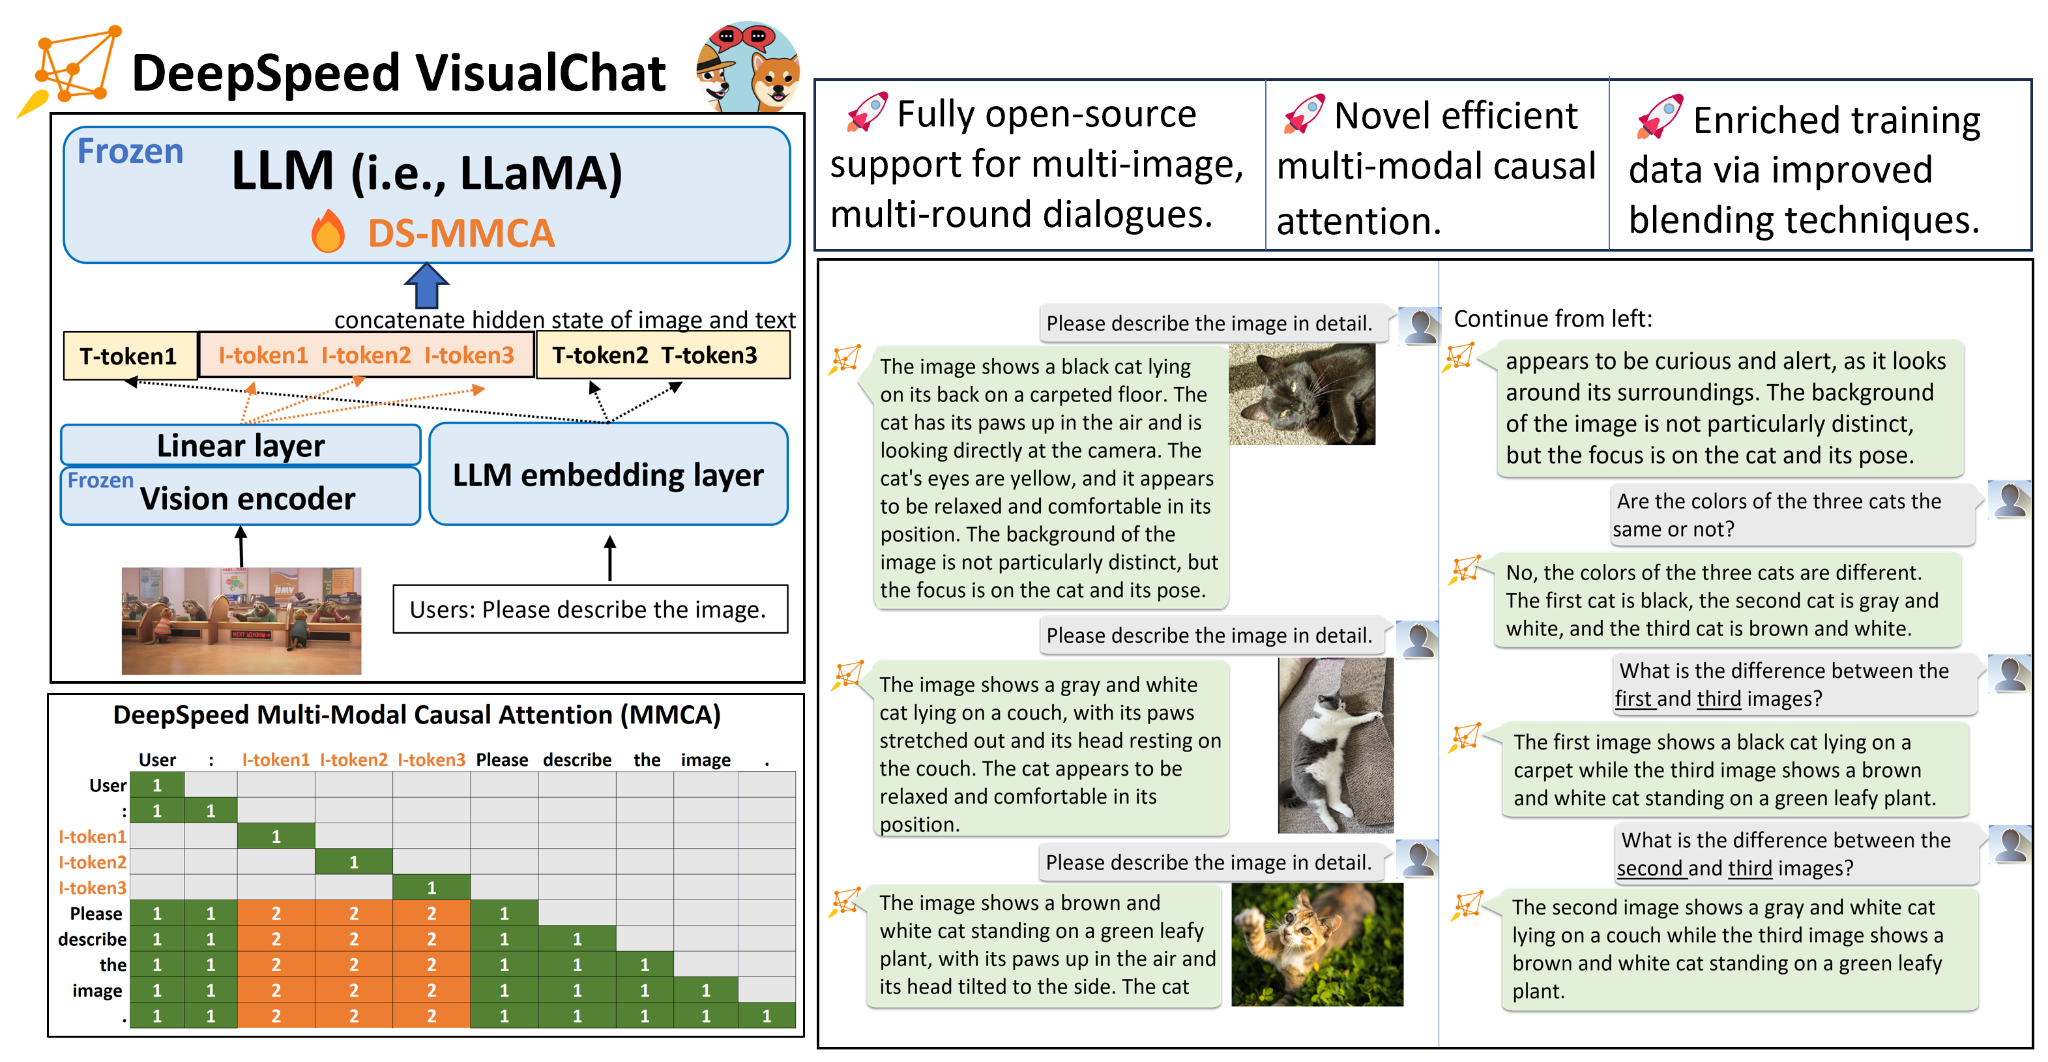 DeepSpeed VisualChat
Frozen
LLM (i.e., LLaMA)
DS-MMCA
concatenate hidden state of image and text
T-token1 I-token1 I-token2 I-token3 T-token2 T-token3
Linear layer
Frozen
Vision encoder
LLM embedding layer
DMV
NEXT WINDOW
Users: Please describe the image.
DeepSpeed Multi-Modal Causal Attention (MMCA)
User : I-token1 I-token2 I-token3 Please describe the image .
User 1
: 1 1
I-token1 1
I-token2 1
I-token3 1
Please 1 1 2 2 2 1
describe 1 1 2 2 2 1 1
the 1 1 2 2 2 1 1 1
image 1 1 2 2 2 1 1 1 1
. 1 1 2 2 2 1 1 1 1 1
Fully open-source
support for multi-image,
multi-round dialogues.
Novel efficient
multi-modal causal
attention.
Enriched training
data via improved
blending techniques.
Please describe the image in detail.
The image shows a black cat lying
on its back on a carpeted floor. The
cat has its paws up in the air and is
looking directly at the camera. The
cat's eyes are yellow, and it appears
to be relaxed and comfortable in its
position. The background of the
image is not particularly distinct, but
the focus is on the cat and its pose.
Please describe the image in detail.
The image shows a gray and white
cat lying on a couch, with its paws
stretched out and its head resting on
the couch. The cat appears to be
relaxed and comfortable in its
position.
Please describe the image in detail.
The image shows a brown and
white cat standing on a green leafy
plant, with its paws up in the air and
its head tilted to the side. The cat
Continue from left:
appears to be curious and alert, as it looks
around its surroundings. The background
of the image is not particularly distinct,
but the focus is on the cat and its pose.
Are the colors of the three cats the
same or not?
No, the colors of the three cats are different.
The first cat is black, the second cat is gray and
white, and the third cat is brown and white.
What is the difference between the
first and third images?
The first image shows a black cat lying on a
carpet while the third image shows a brown
and white cat standing on a green leafy plant.
What is the difference between the
second and third images?
The second image shows a gray and white cat
lying on a couch while the third image shows a
brown and white cat standing on a green leafy
plant.